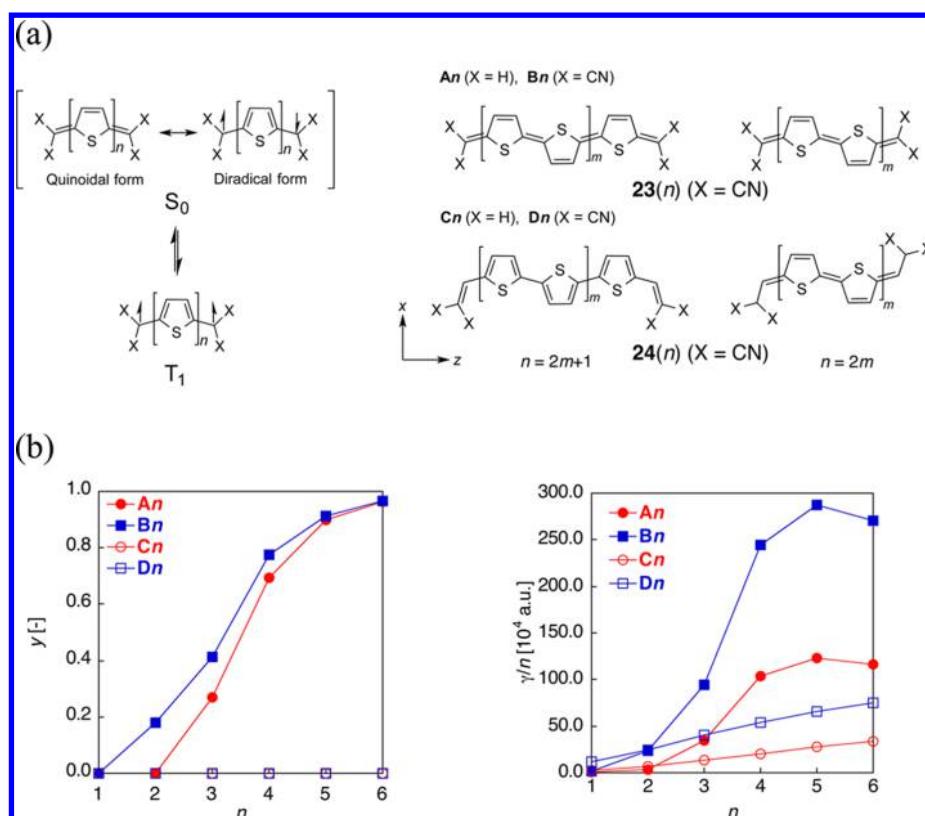 (a)
X
X
X
X
S
n
Quinoidal form
X
X
X
X
S
n
Diradical form
S0
X
X
X
X
S
n
T1
An (X = H), Bn (X = CN)
X
X
S
S
m
S
X
X
X
X
S
S
m
X
X
23(n) (X = CN)
Cn (X = H), Dn (X = CN)
X
X
S
S
m
S
X
X
X
X
S
S
m
X
X
x
z
n = 2m+1
24(n) (X = CN)
n = 2m
(b)
1.0
0.8
0.6
0.4
0.2
0.0
y [-]
An
Bn
Cn
Dn
1 2 3 4 5 6
n
300.0
250.0
200.0
150.0
100.0
50.0
0.0
γ/n [10⁴ a.u.]
An
Bn
Cn
Dn
1 2 3 4 5 6
n